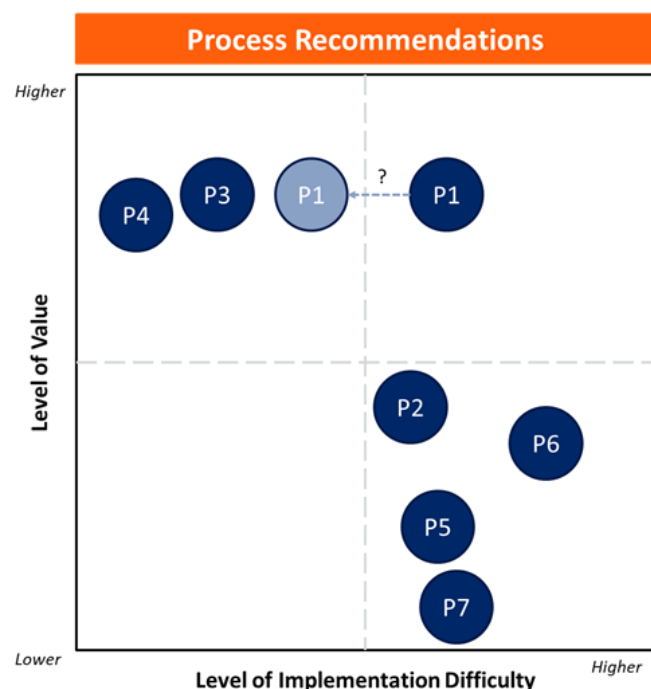 Process Recommendations
Higher
P4
P3
P1
?
P1
Level of Value
P2
P6
P5
P7
Lower
Higher
Level of Implementation Difficulty